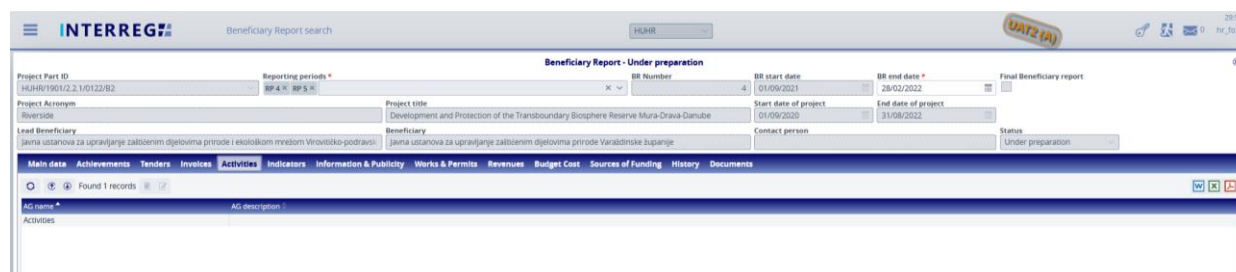 INTERREG Beneficiary Report search HUHR UAT2 (A) 0
Beneficiary Report - Under preparation
Project Part ID Reporting periods * BR Number BR start date BR end date * Final Beneficiary report
HUHR/1901/2.2.1/0122/B2 RP 4 × RP 5 × 4 01/09/2021 28/02/2022
Project Acronym Project title Start date of project End date of project
Riverside Development and Protection of the Transboundary Biosphere Reserve Mura-Drava-Danube 01/09/2020 31/08/2022
Lead Beneficiary Beneficiary Contact person Status
Javna ustanova za upravljanje zaštićenim dijelovima prirode i ekološkom mrežom Virovitičko-podravsk Javna ustanova za upravljanje zaštićenim dijelovima prirode Varaždinske županije Under preparation
Main data Achievements Tenders Invoices Activities Indicators Information & Publicity Works & Permits Revenues Budget Cost Sources of Funding History Documents
Found 1 records
AG name AG description
Activities